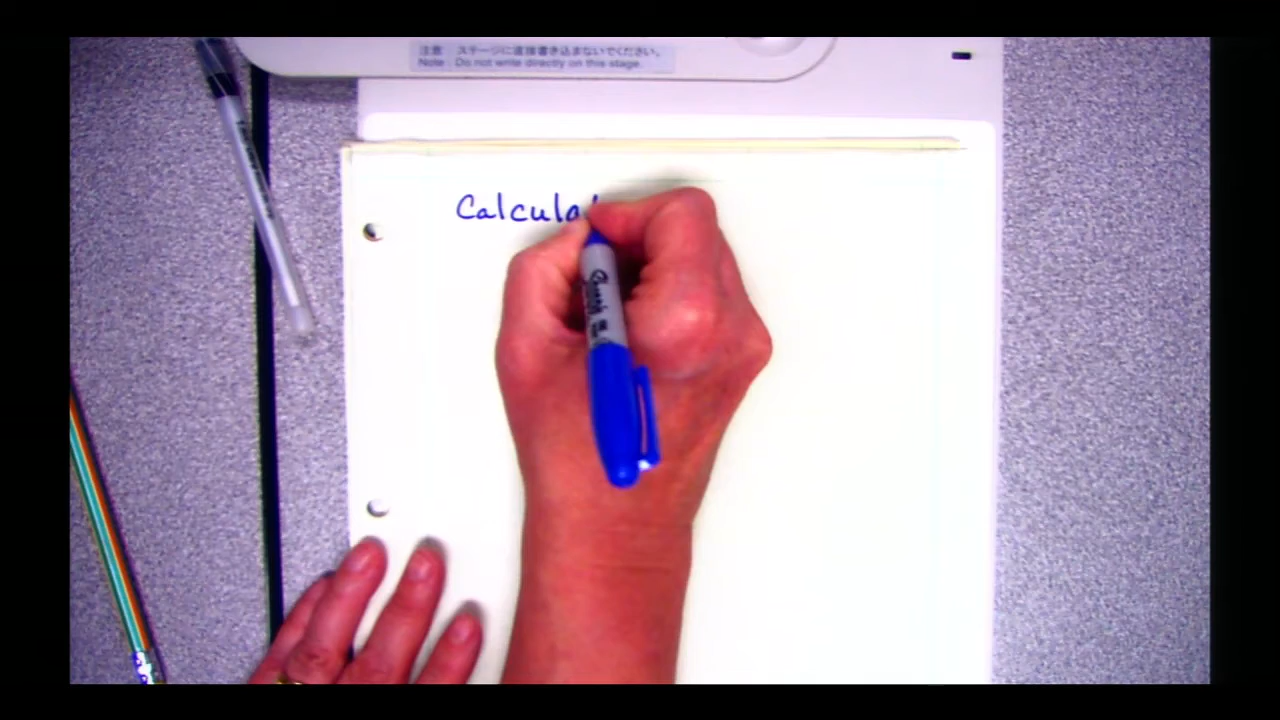 注意 : ステージに直接書き込まないでください。
Note : Do not write directly on this stage.
Calcula
Sharpie